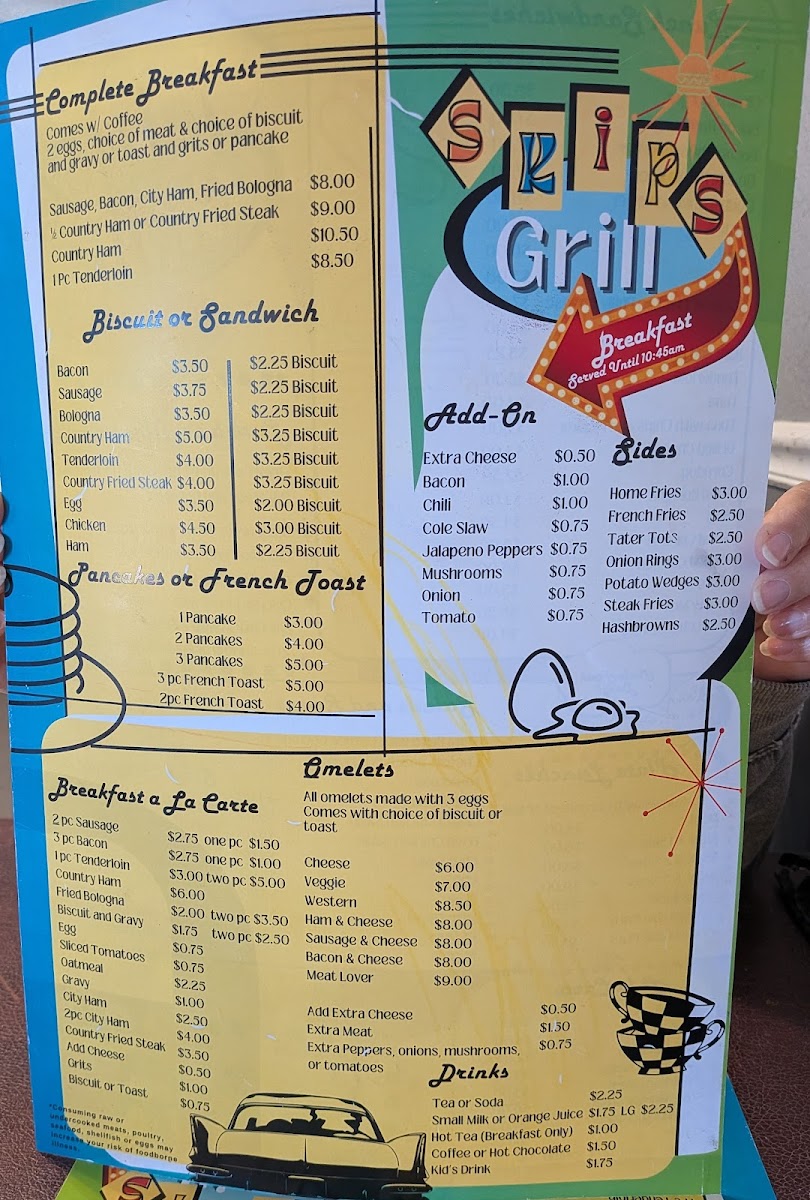 Complete Breakfast
Comes w/ Coffee
2 eggs, choice of meat & choice of biscuit
and gravy or toast and grits or pancake
Sausage, Bacon, City Ham, Fried Bologna $8.00
½ Country Ham or Country Fried Steak $9.00
Country Ham $10.50
1 Pc Tenderloin $8.50
Biscuit or Sandwich
Bacon $3.50 $2.25 Biscuit
Sausage $3.75 $2.25 Biscuit
Bologna $3.50 $2.25 Biscuit
Country Ham $5.00 $3.25 Biscuit
Tenderloin $4.00 $3.25 Biscuit
Country Fried Steak $4.00 $3.25 Biscuit
Egg $3.50 $2.00 Biscuit
Chicken $4.50 $3.00 Biscuit
Ham $3.50 $2.25 Biscuit
Pancakes or French Toast
1 Pancake $3.00
2 Pancakes $4.00
3 Pancakes $5.00
3 pc French Toast $5.00
2pc French Toast $4.00
SKiPS
Grill
Breakfast
Served Until 10:45am
Add-On
Extra Cheese $0.50
Bacon $1.00
Chili $1.00
Cole Slaw $0.75
Jalapeno Peppers $0.75
Mushrooms $0.75
Onion $0.75
Tomato $0.75
Sides
Home Fries $3.00
French Fries $2.50
Tater Tots $2.50
Onion Rings $3.00
Potato Wedges $3.00
Steak Fries $3.00
Hashbrowns $2.50
Breakfast a La Carte
2 pc Sausage $2.75 one pc $1.50
3 pc Bacon $2.75 one pc $1.00
1 pc Tenderloin $3.00 two pc $5.00
Country Ham $6.00
Fried Bologna $2.00 two pc $3.50
Biscuit and Gravy $1.75 two pc $2.50
Egg $0.75
Sliced Tomatoes $0.75
Oatmeal $2.25
Gravy $1.00
City Ham $2.50
2pc City Ham $4.00
Country Fried Steak $3.50
Add Cheese $0.50
Grits $1.00
Biscuit or Toast $0.75
*Consuming raw or
undercooked meats, poultry,
seafood, shellfish or eggs may
increase your risk of foodborne
illness.
Omelets
All omelets made with 3 eggs
Comes with choice of biscuit or
toast
Cheese $6.00
Veggie $7.00
Western $8.50
Ham & Cheese $8.00
Sausage & Cheese $8.00
Bacon & Cheese $8.00
Meat Lover $9.00
Add Extra Cheese $0.50
Extra Meat $1.50
Extra Peppers, onions, mushrooms, $0.75
or tomatoes
Drinks
Tea or Soda $2.25
Small Milk or Orange Juice $1.75 LG $2.25
Hot Tea (Breakfast Only) $1.00
Coffee or Hot Chocolate $1.50
Kid's Drink $1.75